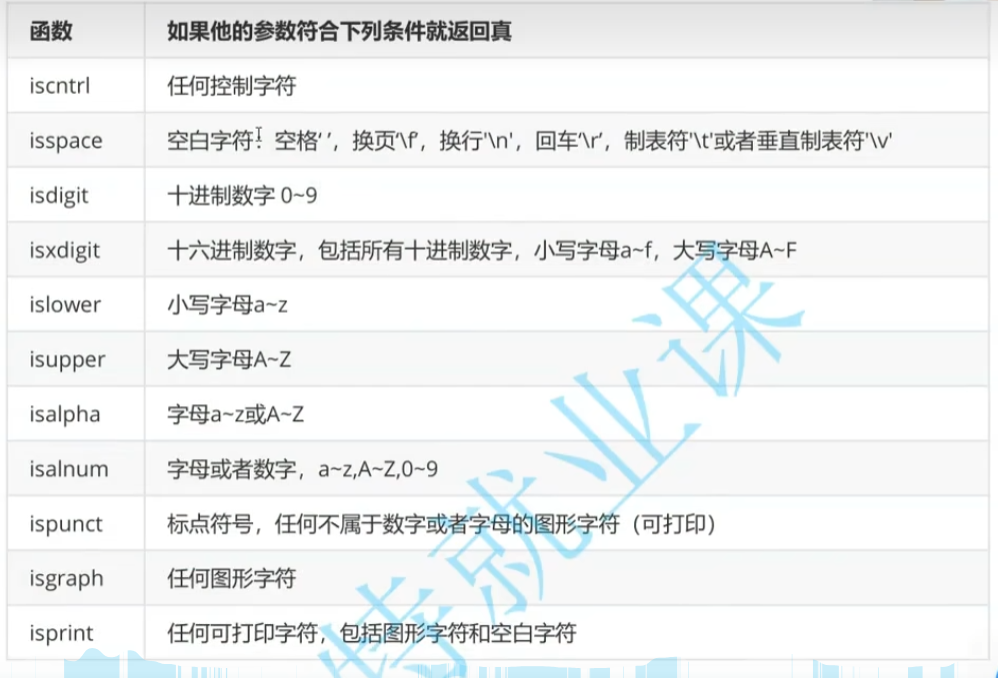 函数 如果他的参数符合下列条件就返回真
iscntrl 任何控制字符
isspace 空白字符：空格‘ ’，换页‘\f’，换行'\n'，回车‘\r’，制表符'\t'或者垂直制表符'\v'
isdigit 十进制数字 0~9
isxdigit 十六进制数字，包括所有十进制数字，小写字母a~f，大写字母A~F
islower 小写字母a~z
isupper 大写字母A~Z
isalpha 字母a~z或A~Z
isalnum 字母或者数字，a~z,A~Z,0~9
ispunct 标点符号，任何不属于数字或者字母的图形字符（可打印）
isgraph 任何图形字符
isprint 任何可打印字符，包括图形字符和空白字符
特就业课